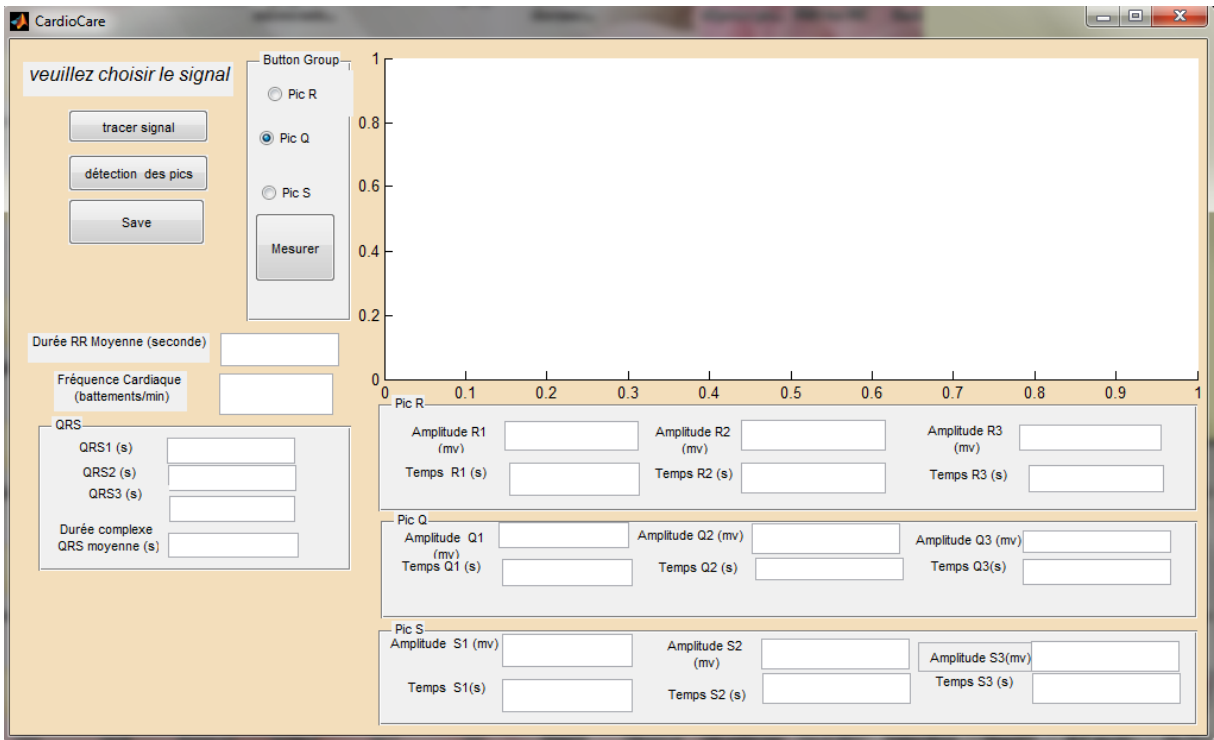 CardioCare
veuillez choisir le signal
tracer signal
détection des pics
Save
Button Group
Pic R
Pic Q
Pic S
Mesurer
1
0.8
0.6
0.4
0.2
0
0 0.1 0.2 0.3 0.4 0.5 0.6 0.7 0.8 0.9 1
Durée RR Moyenne (seconde)
Fréquence Cardiaque
(battements/min)
QRS
QRS1 (s)
QRS2 (s)
QRS3 (s)
Durée complexe
QRS moyenne (s)
Pic R
Amplitude R1
(mv)
Amplitude R2
(mv)
Amplitude R3
(mv)
Temps R1 (s)
Temps R2 (s)
Temps R3 (s)
Pic Q
Amplitude Q1
(mv)
Amplitude Q2 (mv)
Amplitude Q3 (mv)
Temps Q1 (s)
Temps Q2 (s)
Temps Q3(s)
Pic S
Amplitude S1 (mv)
Amplitude S2
(mv)
Amplitude S3(mv)
Temps S1(s)
Temps S2 (s)
Temps S3 (s)